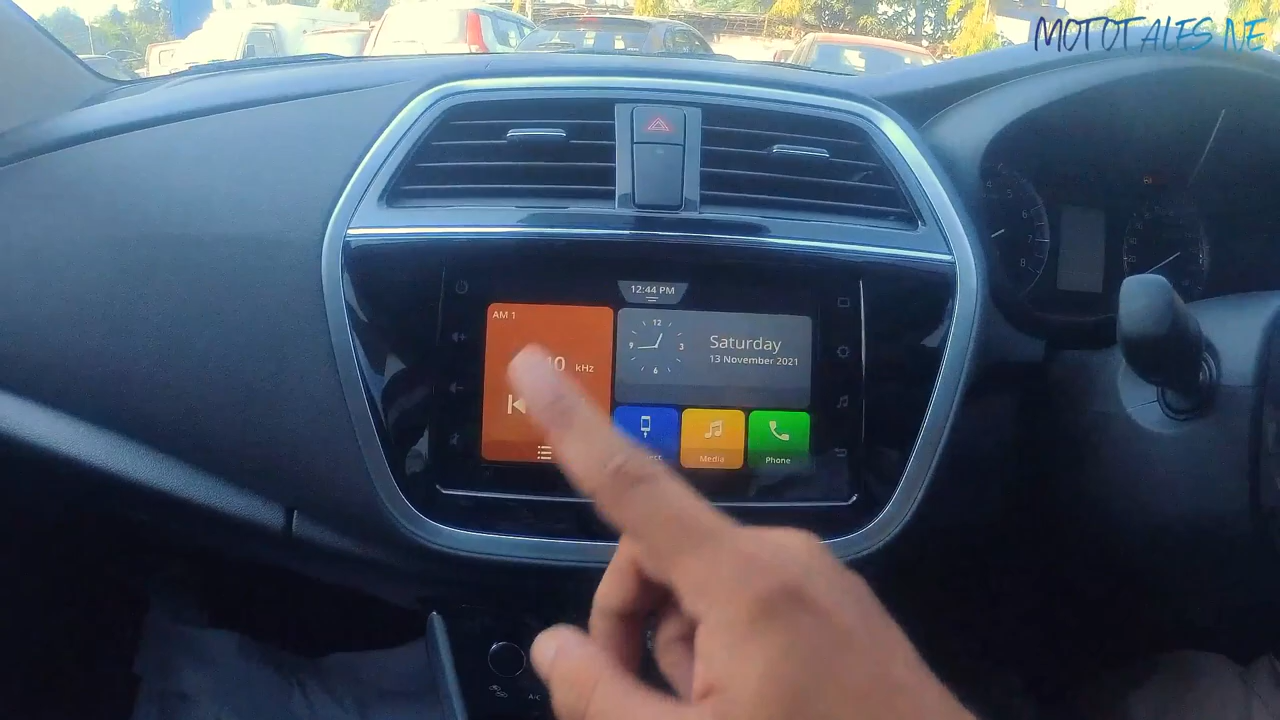 MOTOTALES NE
12:44 PM
AM 1
kHz
12
3
6
9
Saturday
13 November 2021
Media
Phone
A/C